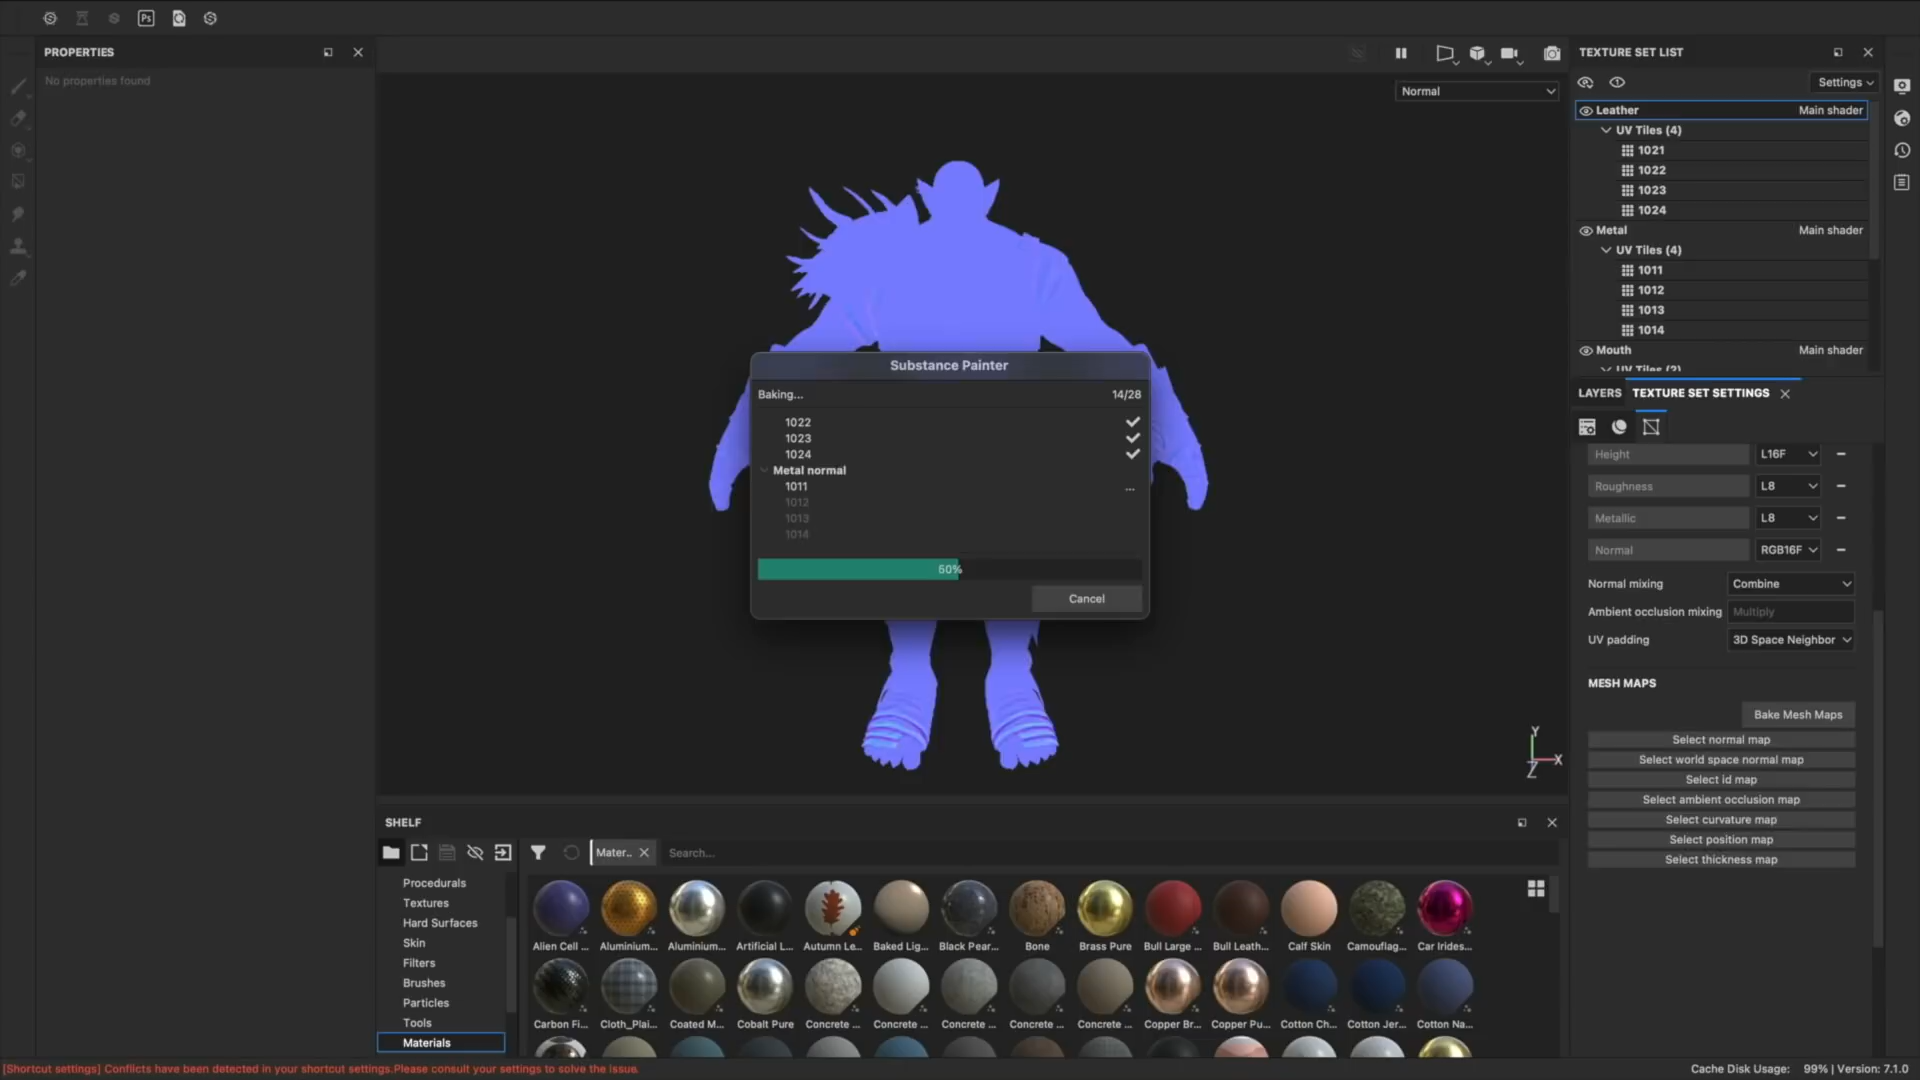 Ps
PROPERTIES
No properties found
Normal
TEXTURE SET LIST
Settings
Leather Main shader
UV Tiles (4)
1021
1022
1023
1024
Metal Main shader
UV Tiles (4)
1011
1012
1013
1014
Mouth Main shader
UV Tiles (2)
Substance Painter
Baking... 14/28
1022
1023
1024
Metal normal
1011 ...
1012
1013
1014
50%
Cancel
LAYERS TEXTURE SET SETTINGS
Height L16F
Roughness L8
Metallic L8
Normal RGB16F
Normal mixing Combine
Ambient occlusion mixing Multiply
UV padding 3D Space Neighbor
MESH MAPS
Bake Mesh Maps
Select normal map
Select world space normal map
Select id map
Select ambient occlusion map
Select curvature map
Select position map
Select thickness map
Y
X
Z
SHELF
Mater.. Search...
Procedurals
Textures
Hard Surfaces
Skin
Filters
Brushes
Particles
Tools
Materials
Alien Cell ... Aluminium... Aluminium... Artificial L... Autumn Le... Baked Lig... Black Pear... Bone Brass Pure Bull Large ... Bull Leath... Calf Skin Camouflag... Car Irides...
Carbon Fi... Cloth_Plai... Coated M... Cobalt Pure Concrete ... Concrete ... Concrete ... Concrete ... Concrete ... Copper Br... Copper Pu... Cotton Ch... Cotton Jer... Cotton Na...
[Shortcut settings] Conflicts have been detected in your shortcut settings.Please consult your settings to solve the issue.
Cache Disk Usage: 99% | Version: 7.1.0